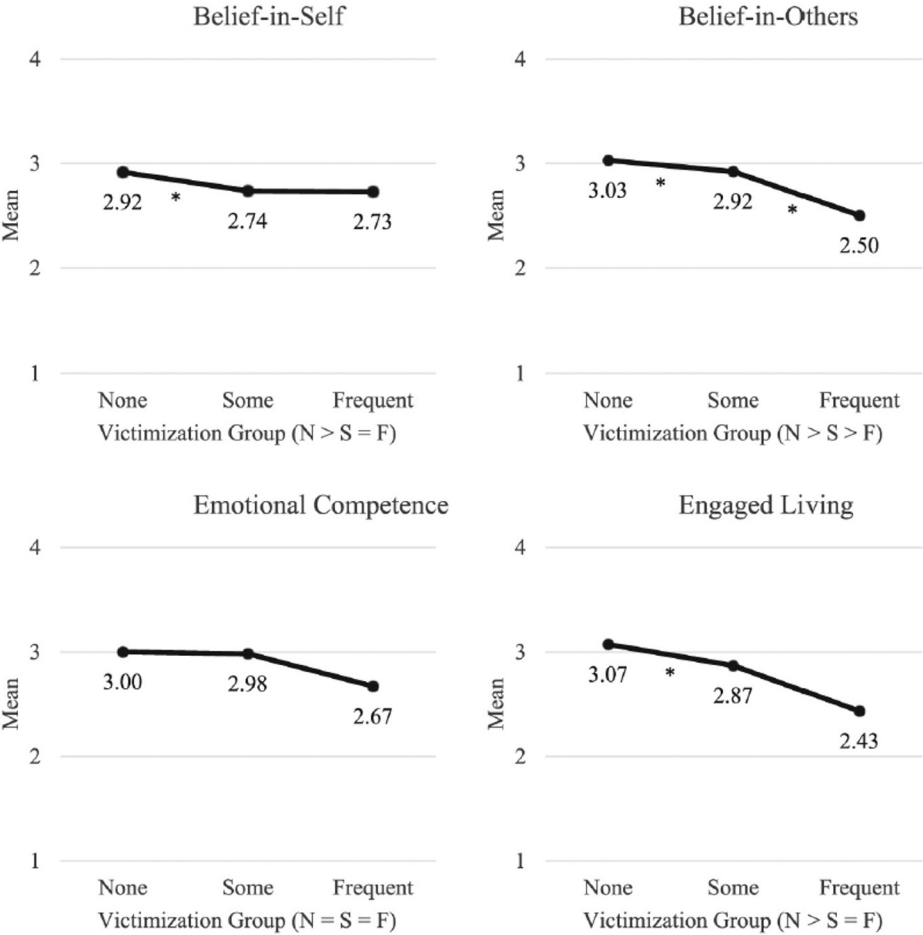 Belief-in-Self
4
3
2
1
Mean
2.92
*
2.74
2.73
None Some Frequent
Victimization Group (N > S = F)
Belief-in-Others
4
3
2
1
Mean
3.03
*
2.92
*
2.50
None Some Frequent
Victimization Group (N > S > F)
Emotional Competence
4
3
2
1
Mean
3.00
2.98
2.67
None Some Frequent
Victimization Group (N = S = F)
Engaged Living
4
3
2
1
Mean
3.07
*
2.87
2.43
None Some Frequent
Victimization Group (N > S = F)